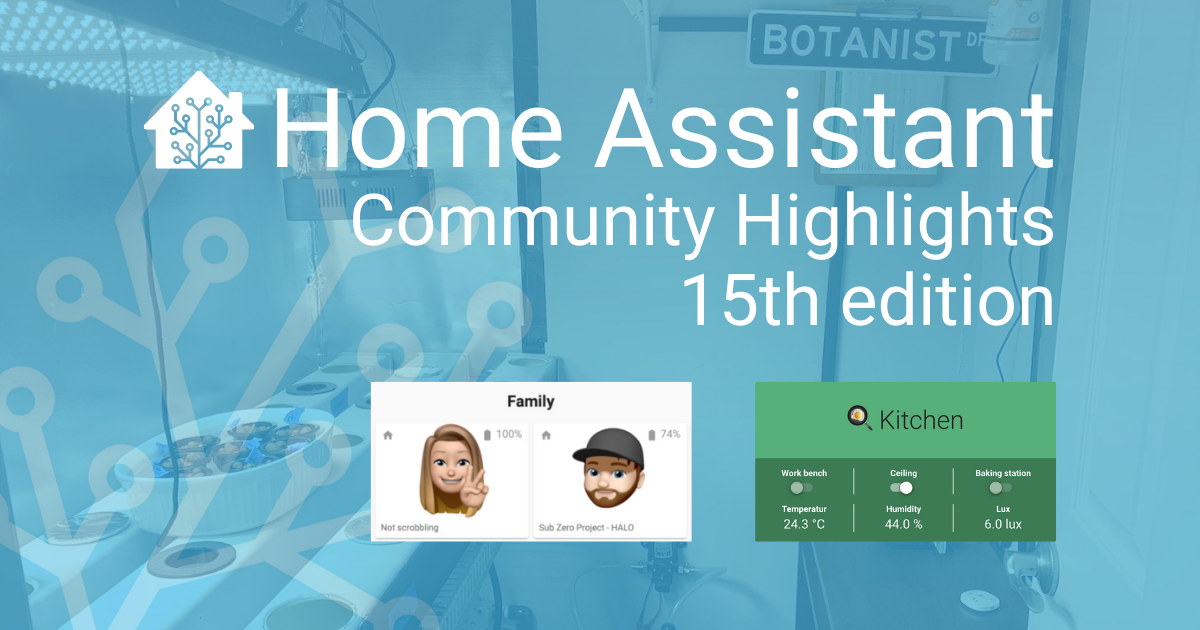 BOTANIST DR
Home Assistant
Community Highlights
15th edition
Family
100%
74%
Not scrobbling
Sub Zero Project - HALO
Kitchen
Work bench
Ceiling
Baking station
Temperatur
Humidity
Lux
24.3 °C
44.0 %
6.0 lux